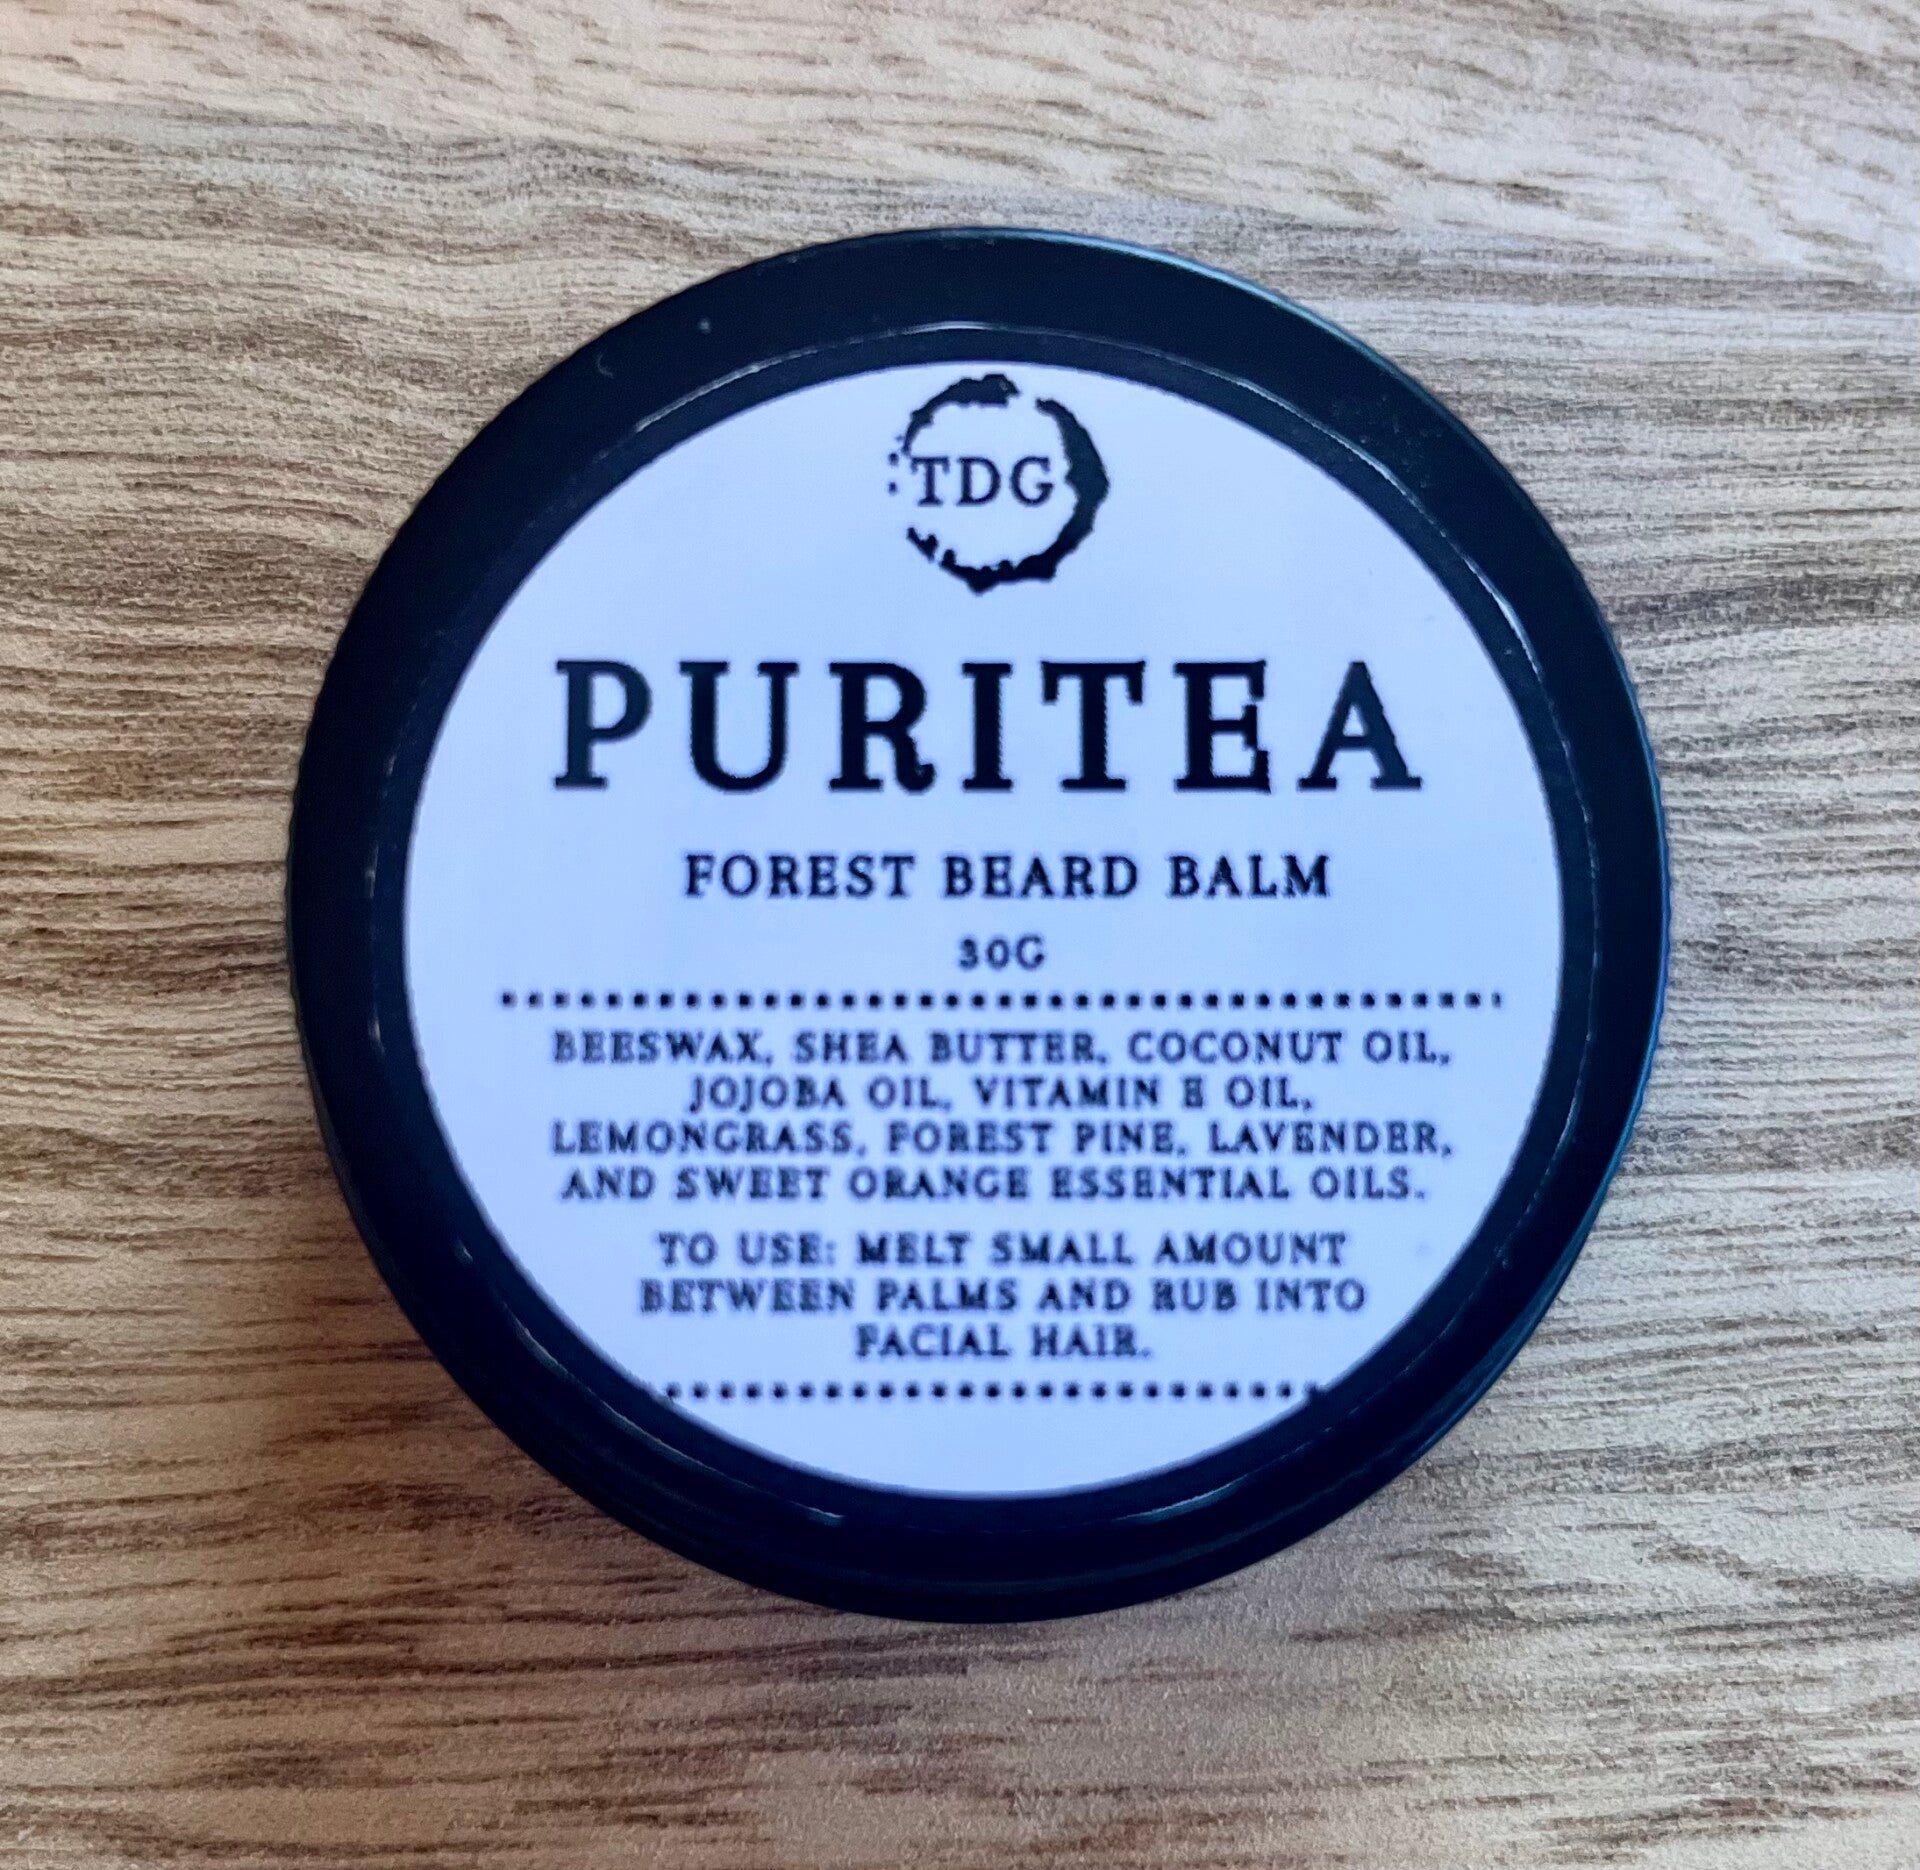 TDG
PURITEA
FOREST BEARD BALM
30G
BEESWAX, SHEA BUTTER, COCONUT OIL,
JOJOBA OIL, VITAMIN E OIL,
LEMONGRASS, FOREST PINE, LAVENDER,
AND SWEET ORANGE ESSENTIAL OILS.
TO USE: MELT SMALL AMOUNT
BETWEEN PALMS AND RUB INTO
FACIAL HAIR.